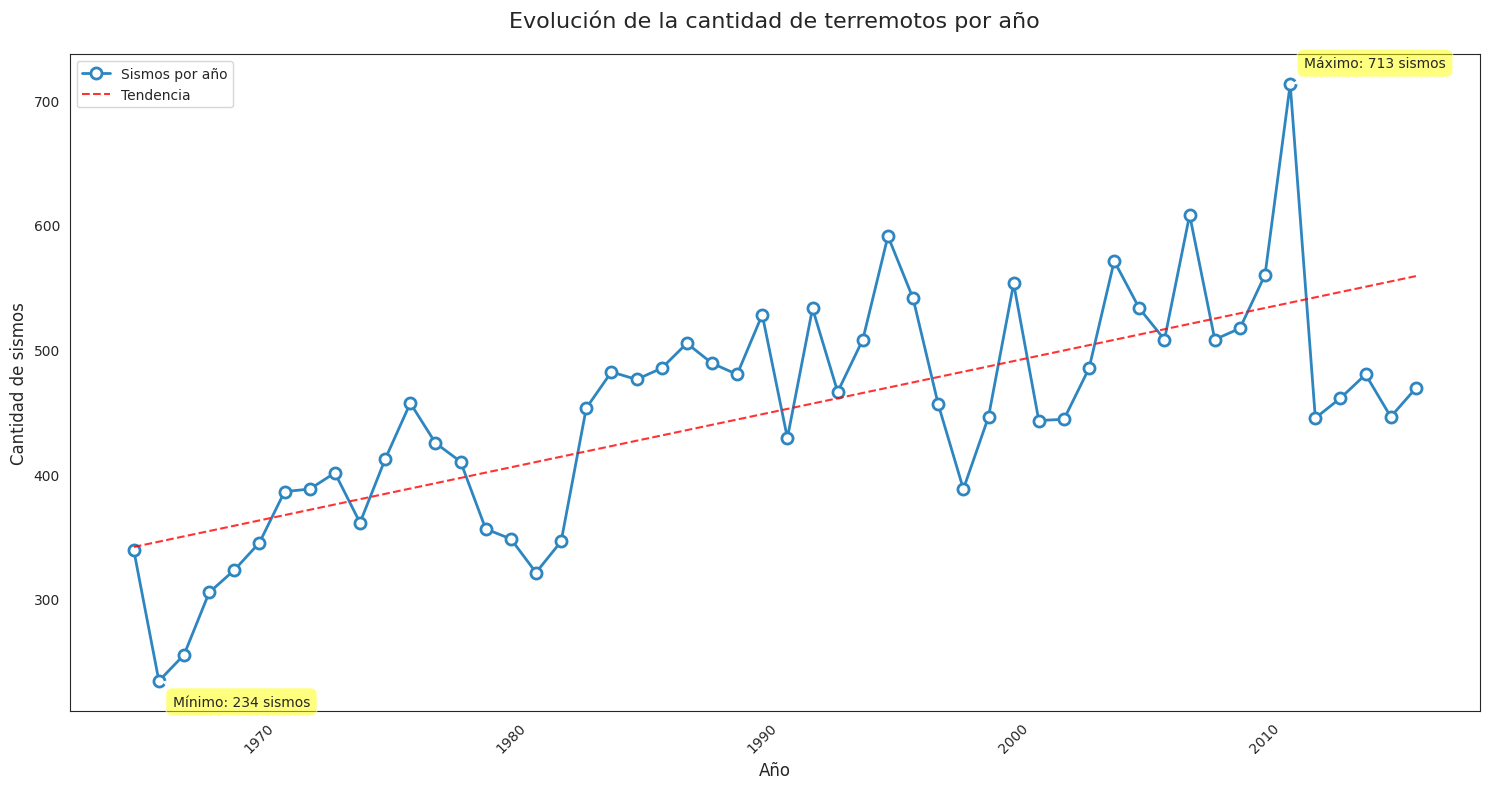 Evolución de la cantidad de terremotos por año
Sismos por año
Tendencia
Máximo: 713 sismos
700
600
500
400
300
Cantidad de sismos
Mínimo: 234 sismos
1970
1980
1990
2000
2010
Año